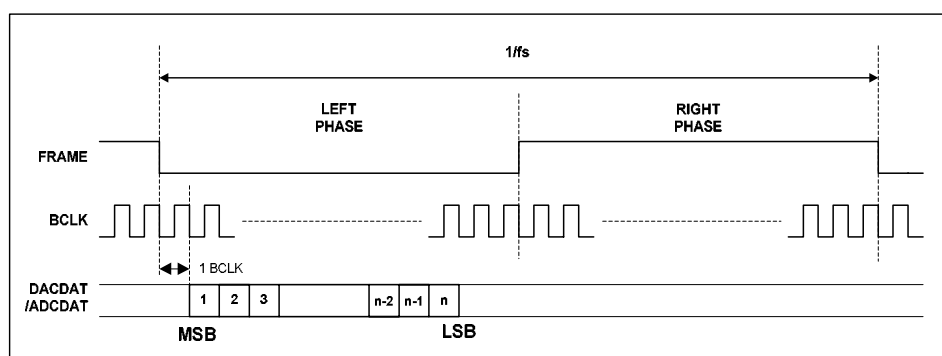 1/fs
LEFT
PHASE
RIGHT
PHASE
FRAME
BCLK
1 BCLK
DACDAT
/ADCDAT
1 2 3 n-2 n-1 n
MSB LSB